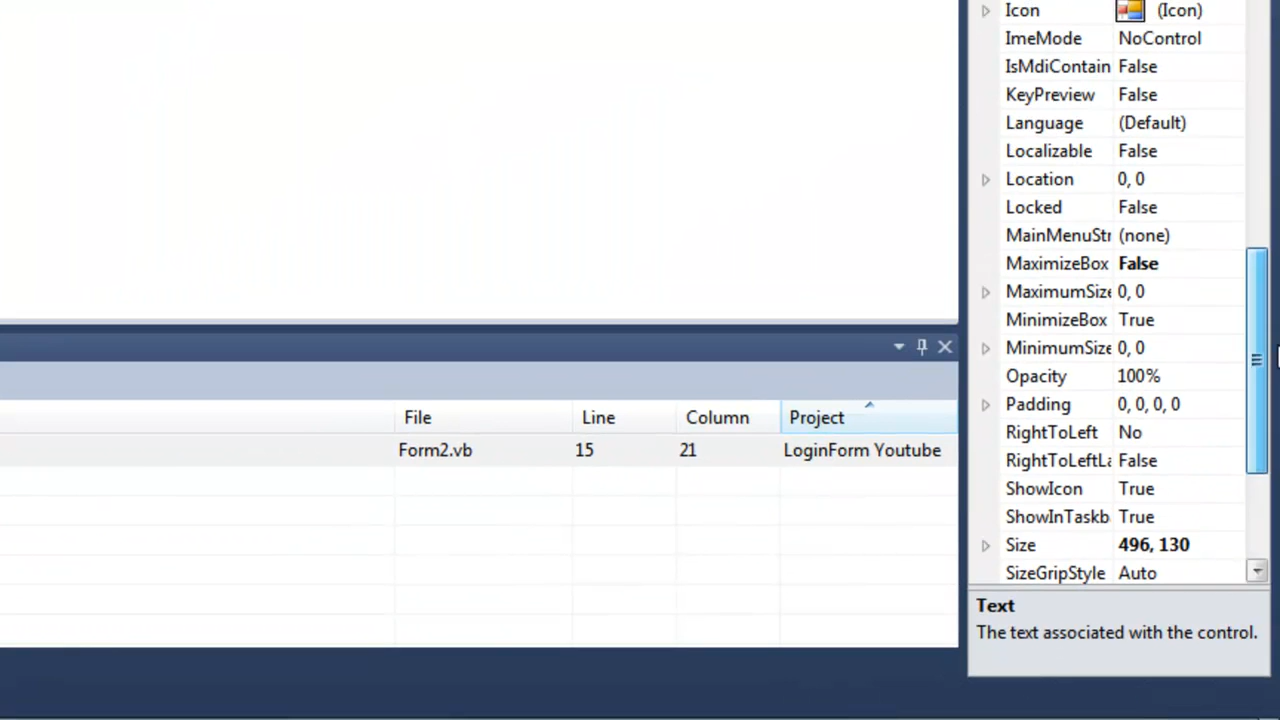 Icon (Icon)
ImeMode NoControl
IsMdiContain False
KeyPreview False
Language (Default)
Localizable False
Location 0, 0
Locked False
MainMenuStr (none)
MaximizeBox False
MaximumSize 0, 0
MinimizeBox True
MinimumSize 0, 0
Opacity 100%
Padding 0, 0, 0, 0
RightToLeft No
RightToLeftLa False
ShowIcon True
ShowInTaskb True
Size 496, 130
SizeGripStyle Auto
Text
The text associated with the control.
File Line Column Project
Form2.vb 15 21 LoginForm Youtube